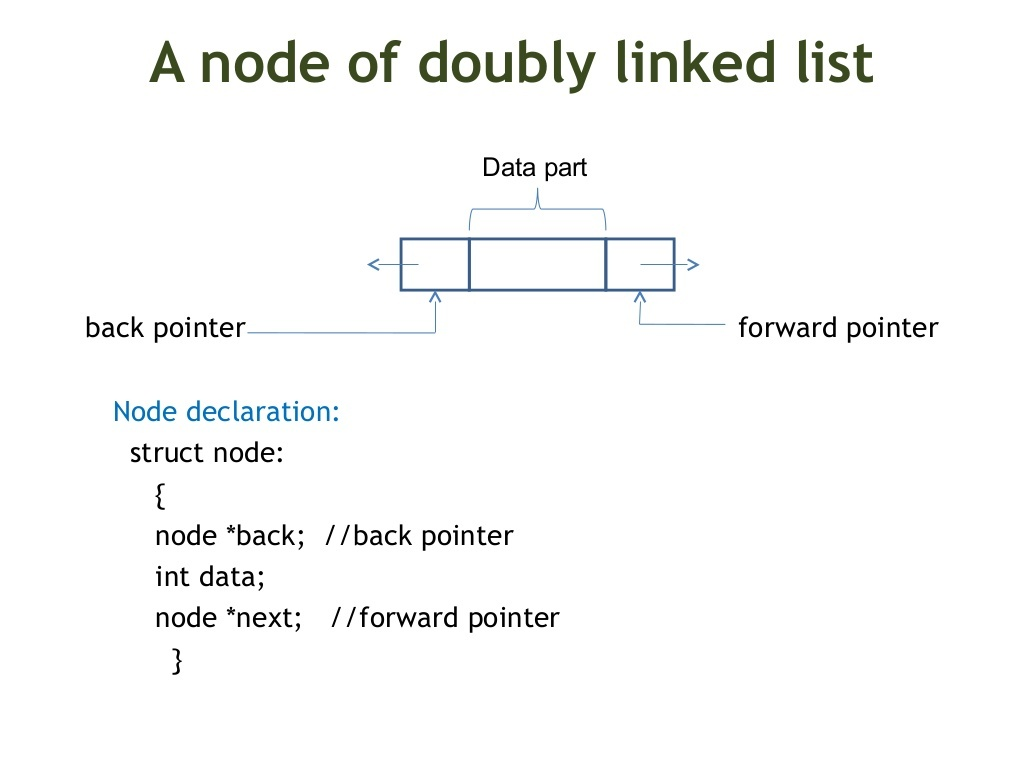 A node of doubly linked list
Data part
back pointer
forward pointer
Node declaration:
struct node:
{
node *back;  //back pointer
int data;
node *next;   //forward pointer
}